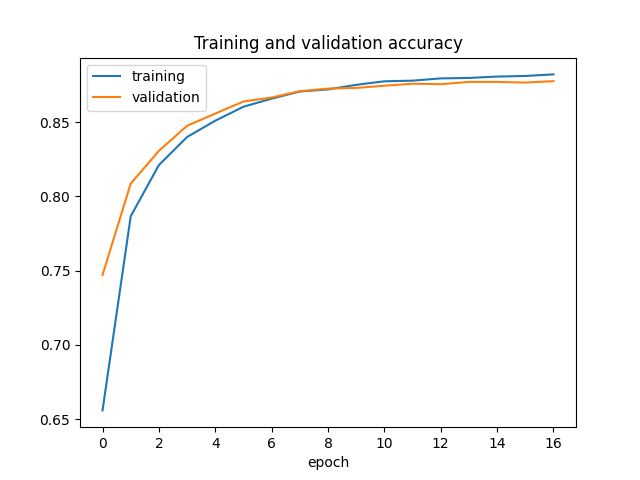 Training and validation accuracy
training
validation
0.85
0.80
0.75
0.70
0.65
0 2 4 6 8 10 12 14 16
epoch